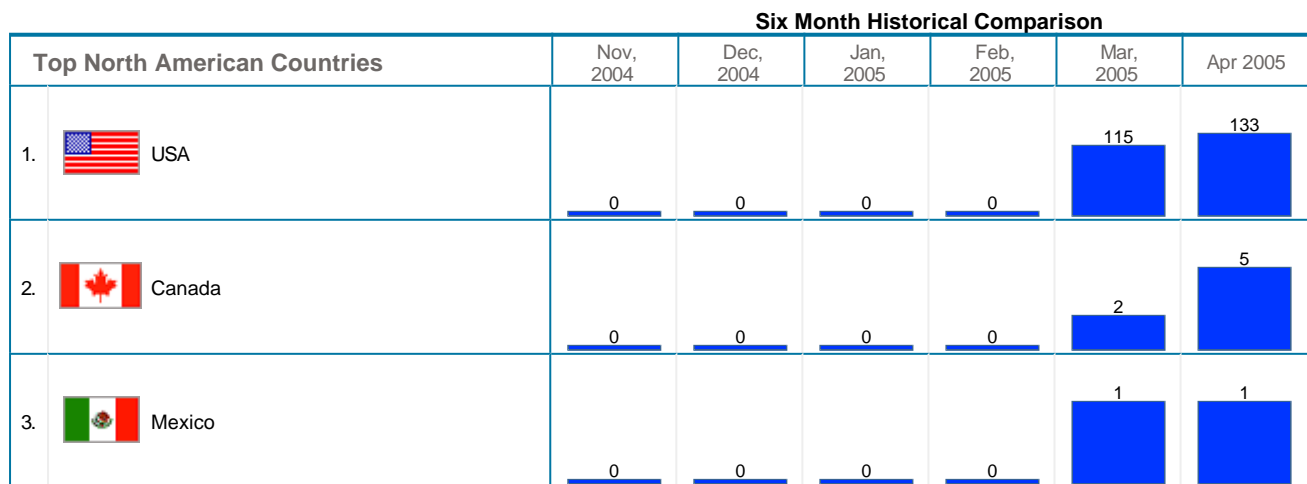 Six Month Historical Comparison
Top North American Countries
Nov, 2004
Dec, 2004
Jan, 2005
Feb, 2005
Mar, 2005
Apr 2005
1. USA
0 0 0 0 115 133
2. Canada
0 0 0 0 2 5
3. Mexico
0 0 0 0 1 1